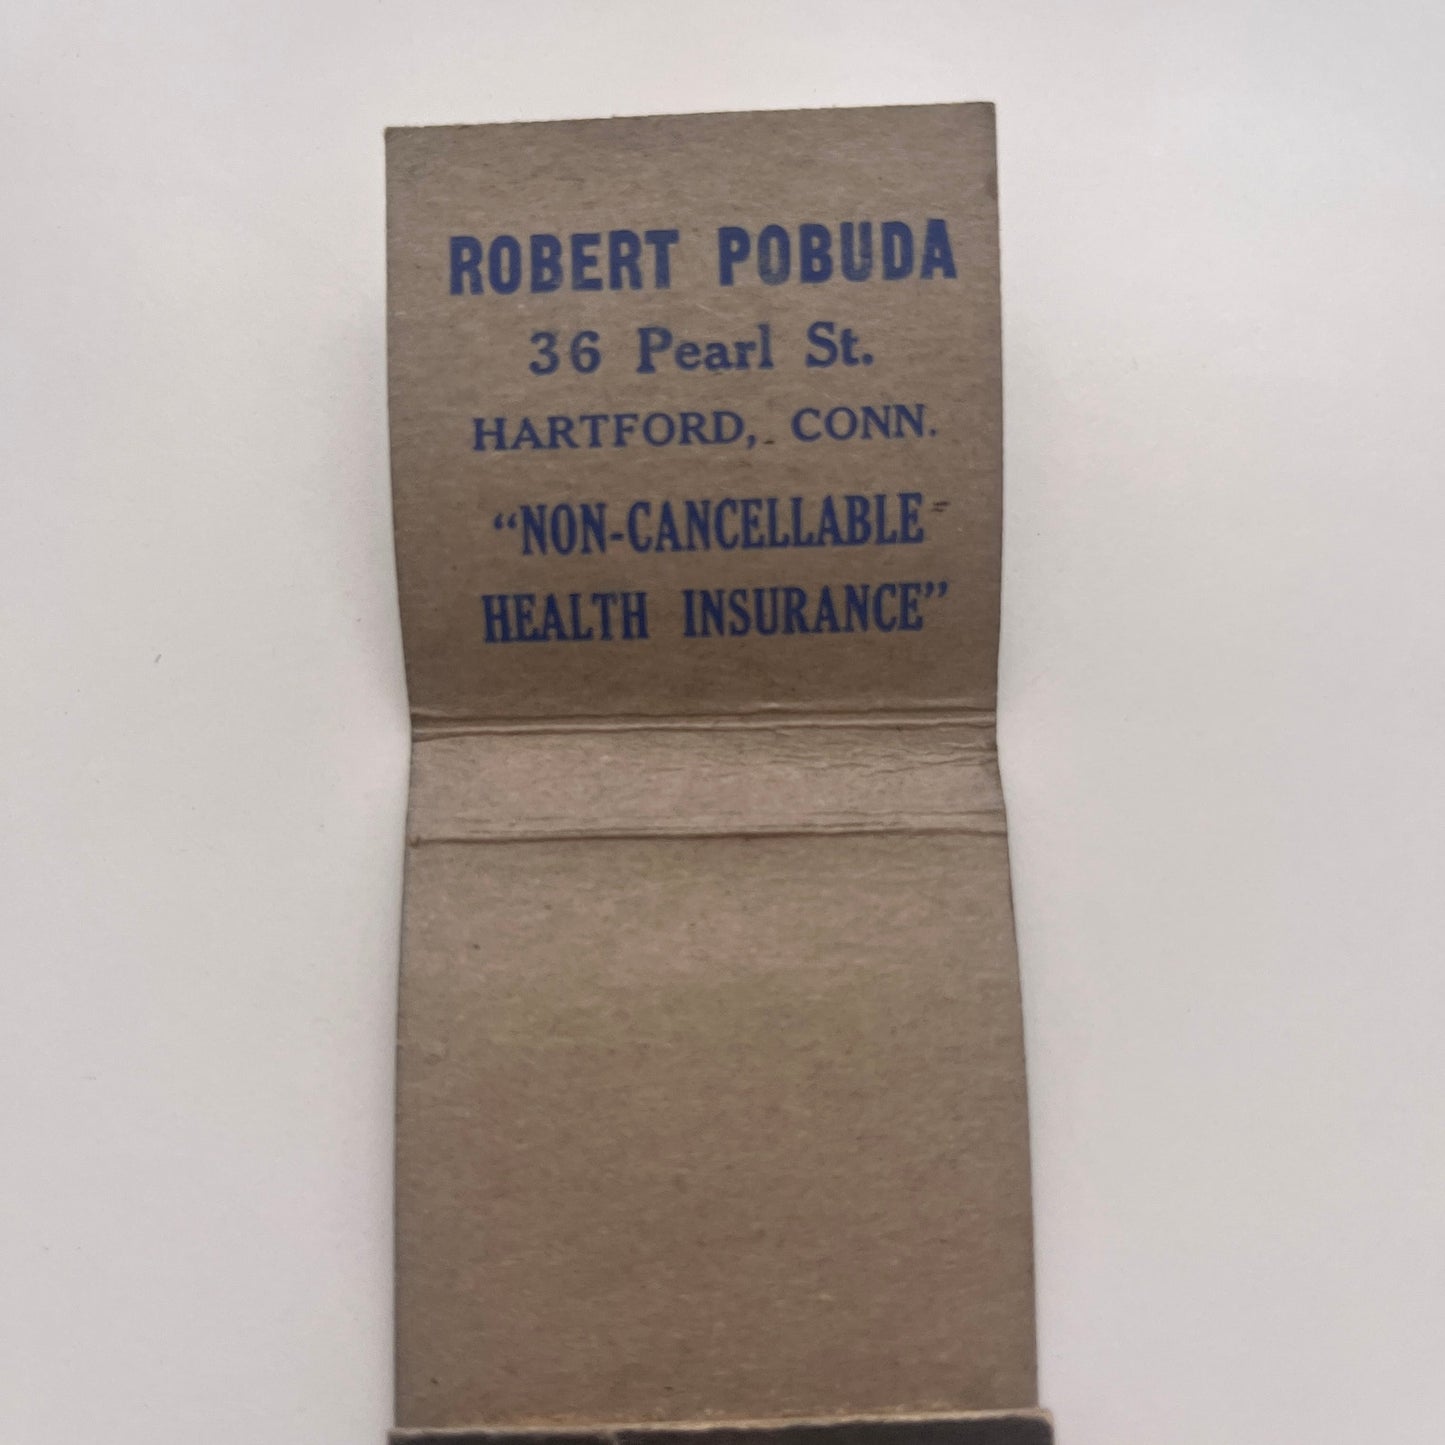 ROBERT POBUDA
36 Pearl St.
HARTFORD, CONN.
“NON-CANCELLABLE
HEALTH INSURANCE”